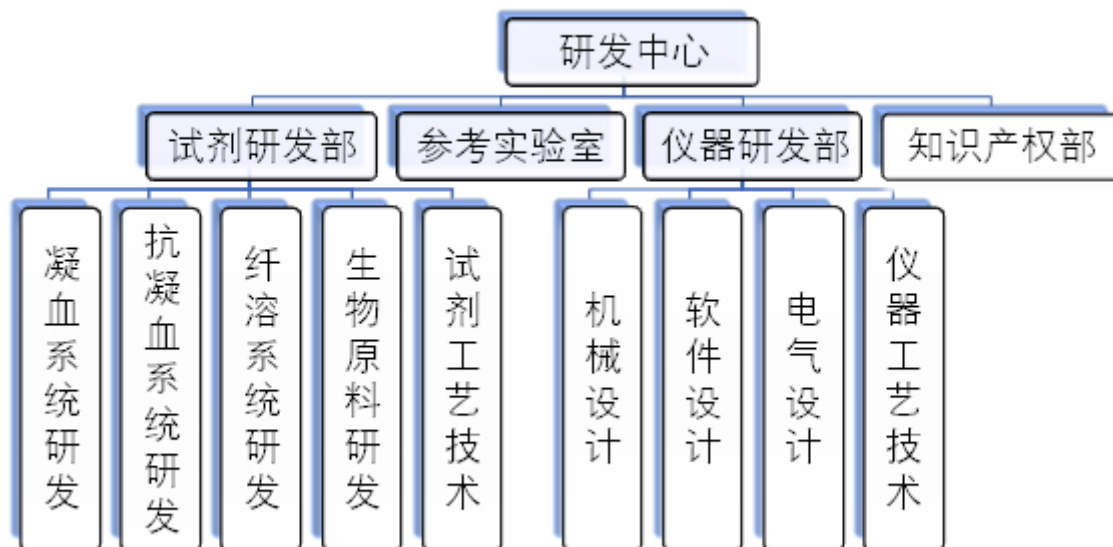 研发中心
试剂研发部
参考实验室
仪器研发部
知识产权部
凝血系统研发
抗凝血系统研发
纤溶系统研发
生物原料研发
试剂工艺技术
机械设计
软件设计
电气设计
仪器工艺技术